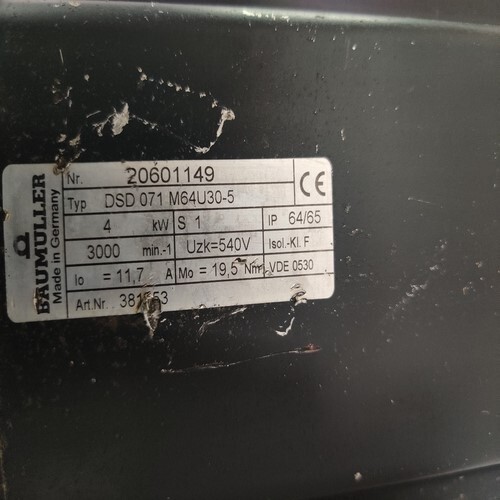 BAUMÜLLER
Made in Germany
Nr. 20601149
Typ DSD 071 M64U30-5
4 kW S 1 IP 64/65
3000 min.-1 Uzk=540V Isol.-Kl. F
Io = 11,7 A Mo = 19,5 Nm VDE 0530
Art.Nr.
CE